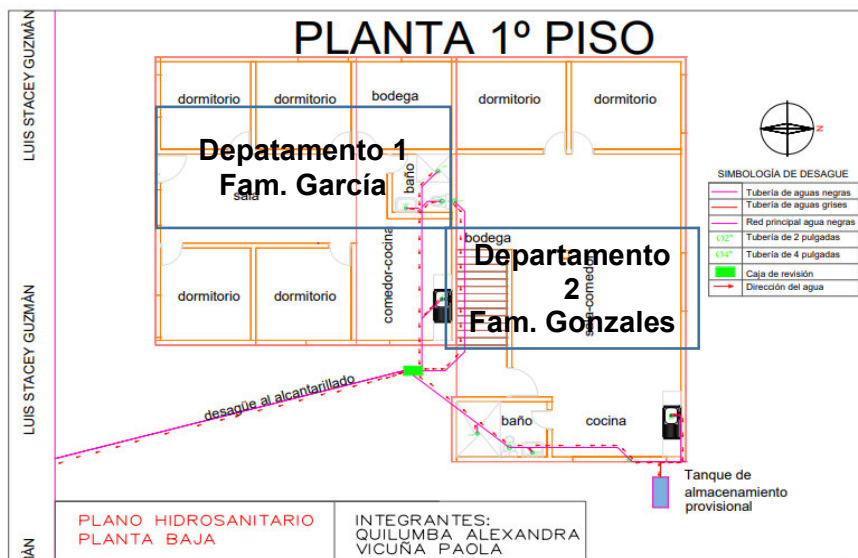 PLANTA 1º PISO
LUIS STACEY GUZMÀN
dormitorio
dormitorio
bodega
dormitorio
dormitorio
Depatamento 1
Fam. García
sala
baño
N
SIMBOLOGÍA DE DESAGUE
Tubería de aguas negras
Tubería de aguas grises
Red principal agua negras
Ø2" Tubería de 2 pulgadas
Ø4" Tubería de 4 pulgadas
Caja de revisión
Dirección del agua
bodega
Departamento
2
Fam. Gonzales
sala-comedor
comedor-cocina
dormitorio
dormitorio
LUIS STACEY GUZMÀN
desagüe al alcantarillado
baño
cocina
Tanque de
almacenamiento
provisional
PLANO HIDROSANITARIO
PLANTA BAJA
INTEGRANTES:
QUILUMBA ALEXANDRA
VICUÑA PAOLA